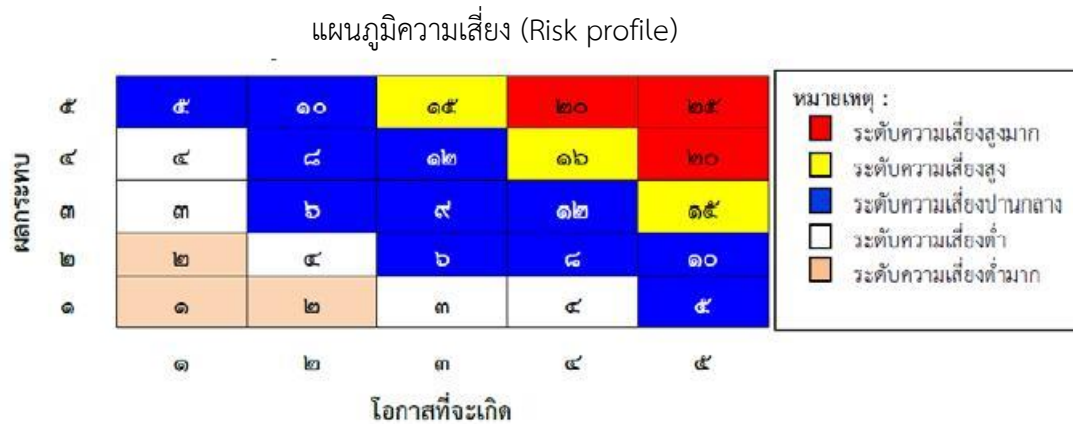 แผนภูมิความเสี่ยง (Risk profile)
ผลกระทบ
๕ ๕ ๑๐ ๑๕ ๒๐ ๒๕
๔ ๔ ๘ ๑๒ ๑๖ ๒๐
๓ ๓ ๖ ๙ ๑๒ ๑๕
๒ ๒ ๔ ๖ ๘ ๑๐
๑ ๑ ๒ ๓ ๔ ๕
๑ ๒ ๓ ๔ ๕
โอกาสที่จะเกิด
หมายเหตุ :
ระดับความเสี่ยงสูงมาก
ระดับความเสี่ยงสูง
ระดับความเสี่ยงปานกลาง
ระดับความเสี่ยงต่ำ
ระดับความเสี่ยงต่ำมาก